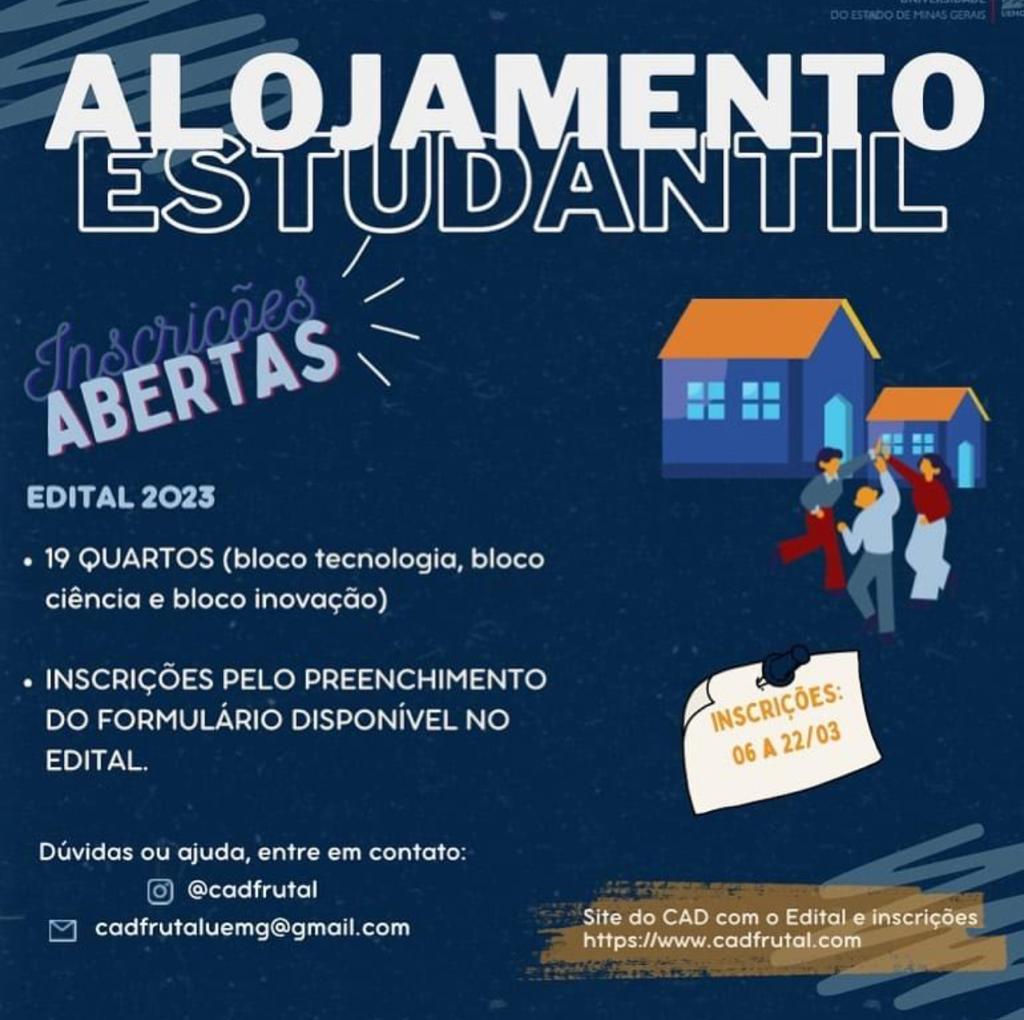 UNIVERSIDADE
DO ESTADO DE MINAS GERAIS
UEMG
ALOJAMENTO
ESTUDANTIL
Inscrições
ABERTAS
EDITAL 2023
• 19 QUARTOS (bloco tecnologia, bloco
ciência e bloco inovação)
• INSCRIÇÕES PELO PREENCHIMENTO
DO FORMULÁRIO DISPONÍVEL NO
EDITAL.
INSCRIÇÕES:
06 A 22/03
Dúvidas ou ajuda, entre em contato:
@cadfrutal
cadfrutaluemg@gmail.com
Site do CAD com o Edital e inscrições
https://www.cadfrutal.com